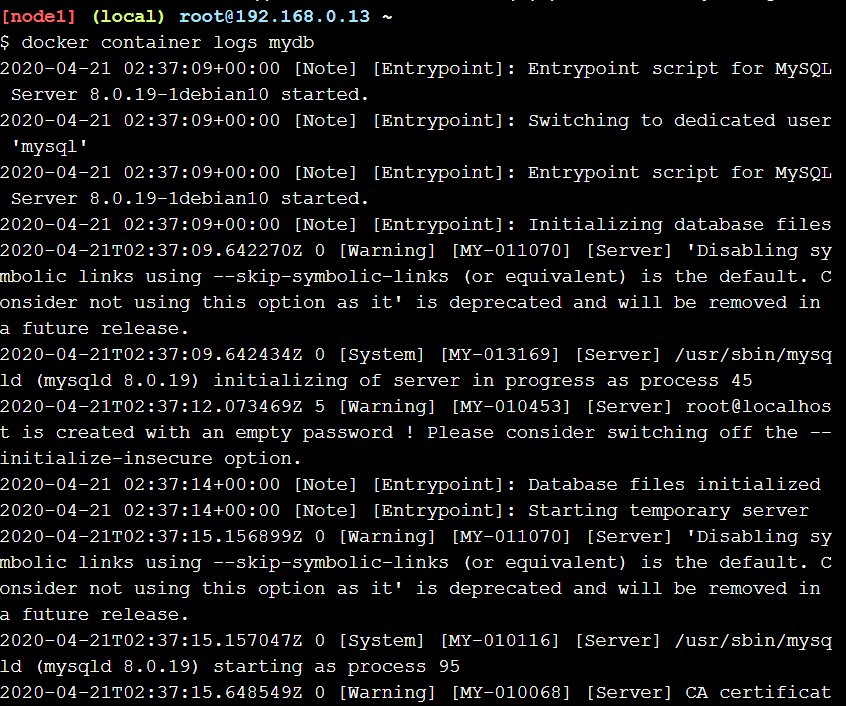 [node1] (local) root@192.168.0.13 ~
$ docker container logs mydb
2020-04-21 02:37:09+00:00 [Note] [Entrypoint]: Entrypoint script for MySQL
 Server 8.0.19-1debian10 started.
2020-04-21 02:37:09+00:00 [Note] [Entrypoint]: Switching to dedicated user
 'mysql'
2020-04-21 02:37:09+00:00 [Note] [Entrypoint]: Entrypoint script for MySQL
 Server 8.0.19-1debian10 started.
2020-04-21 02:37:09+00:00 [Note] [Entrypoint]: Initializing database files
2020-04-21T02:37:09.642270Z 0 [Warning] [MY-011070] [Server] 'Disabling sy
mbolic links using --skip-symbolic-links (or equivalent) is the default. C
onsider not using this option as it' is deprecated and will be removed in
a future release.
2020-04-21T02:37:09.642434Z 0 [System] [MY-013169] [Server] /usr/sbin/mysq
ld (mysqld 8.0.19) initializing of server in progress as process 45
2020-04-21T02:37:12.073469Z 5 [Warning] [MY-010453] [Server] root@localhos
t is created with an empty password ! Please consider switching off the --
initialize-insecure option.
2020-04-21 02:37:14+00:00 [Note] [Entrypoint]: Database files initialized
2020-04-21 02:37:14+00:00 [Note] [Entrypoint]: Starting temporary server
2020-04-21T02:37:15.156899Z 0 [Warning] [MY-011070] [Server] 'Disabling sy
mbolic links using --skip-symbolic-links (or equivalent) is the default. C
onsider not using this option as it' is deprecated and will be removed in
a future release.
2020-04-21T02:37:15.157047Z 0 [System] [MY-010116] [Server] /usr/sbin/mysq
ld (mysqld 8.0.19) starting as process 95
2020-04-21T02:37:15.648549Z 0 [Warning] [MY-010068] [Server] CA certificat